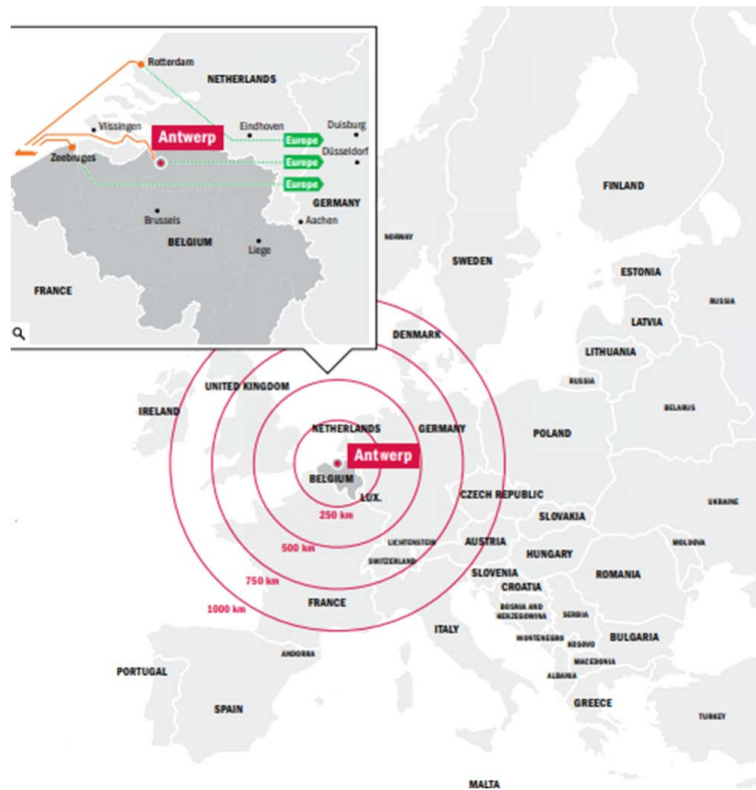 Rotterdam
NETHERLANDS
Vlissingen
Antwerp
Eindhoven
Duisburg
Europe
Zeebruges
Europe
Düsseldorf
Europe
GERMANY
Brussels
Aachen
BELGIUM
Liege
FRANCE
FINLAND
NORWAY
SWEDEN
ESTONIA
RUSSIA
LATVIA
DENMARK
LITHUANIA
RUSSIA
UNITED KINGDOM
IRELAND
BELARUS
NETHERLANDS
GERMANY
POLAND
Antwerp
BELGIUM
LUX.
CZECH REPUBLIC
UKRAINE
250 km
SLOVAKIA
LICHTENSTEIN
AUSTRIA
MOLDOVA
500 km
HUNGARY
SWITZERLAND
SLOVENIA
ROMANIA
750 km
CROATIA
FRANCE
1000 km
BOSNIA AND
HERZEGOWINA
SERBIA
ITALY
MONTENEGRO
BULGARIA
KOSOVO
ANDORRA
MACEDONIA
PORTUGAL
ALBANIA
SPAIN
GREECE
TURKEY
MALTA